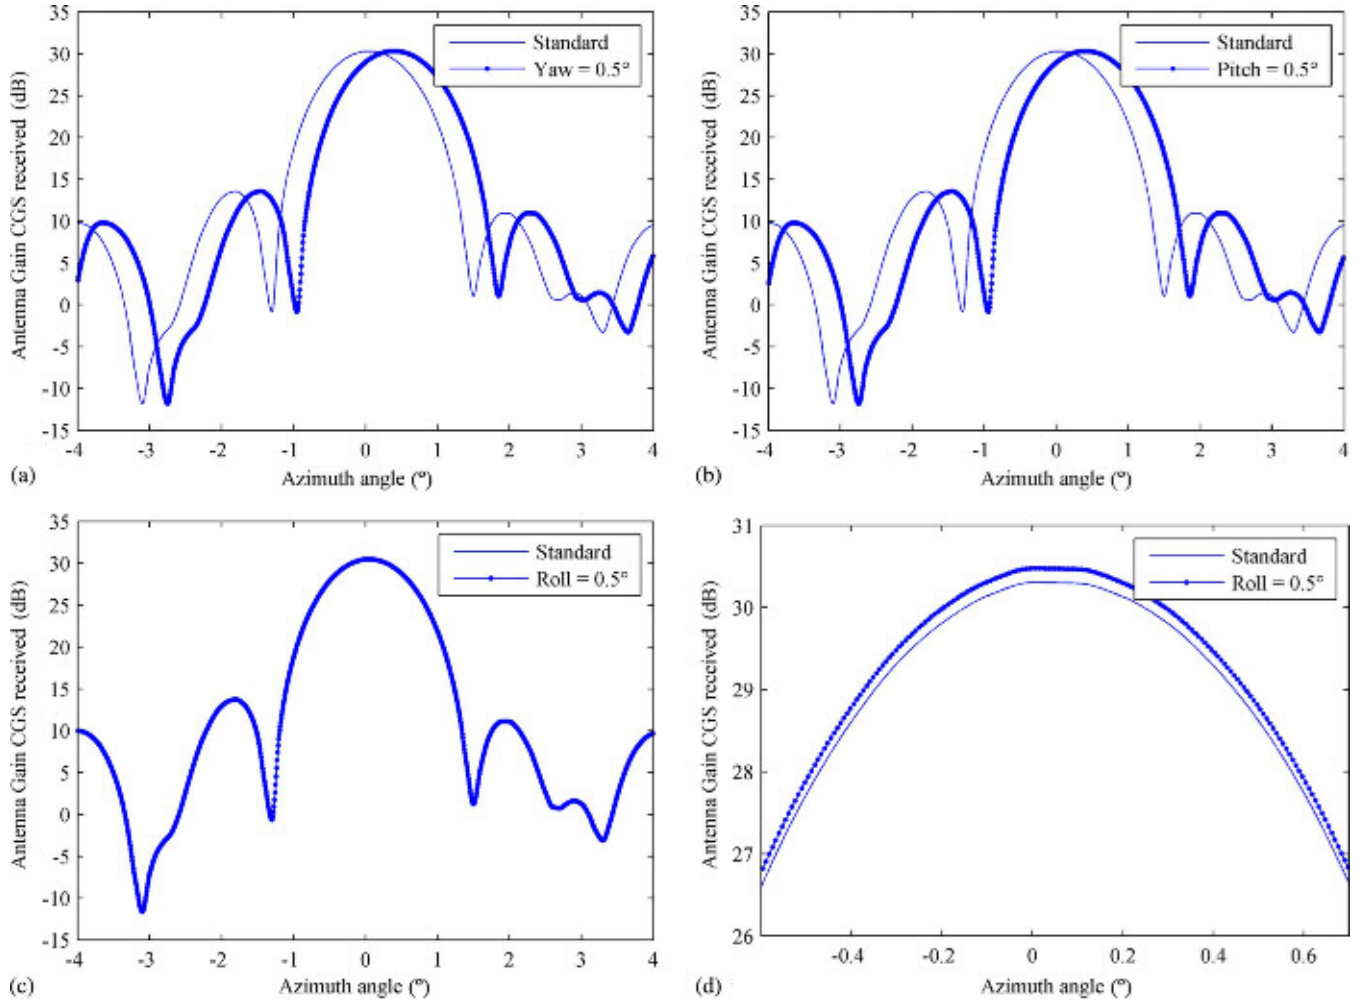 35
30
25
20
15
10
5
0
-5
-10
-15
Antenna Gain CGS received (dB)
Standard
Yaw = 0.5°
-4 -3 -2 -1 0 1 2 3 4
Azimuth angle (º)
(a)
35
30
25
20
15
10
5
0
-5
-10
-15
Antenna Gain CGS received (dB)
Standard
Pitch = 0.5°
-4 -3 -2 -1 0 1 2 3 4
Azimuth angle (º)
(b)
35
30
25
20
15
10
5
0
-5
-10
-15
Antenna Gain CGS received (dB)
Standard
Roll = 0.5°
-4 -3 -2 -1 0 1 2 3 4
Azimuth angle (º)
(c)
31
30
29
28
27
26
Antenna Gain CGS received (dB)
Standard
Roll = 0.5°
-0.4 -0.2 0 0.2 0.4 0.6
Azimuth angle (º)
(d)